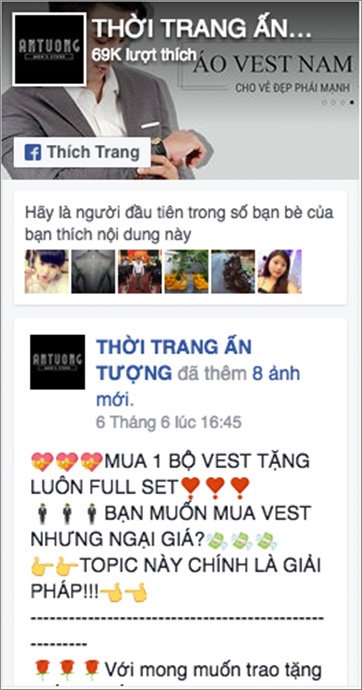 ANTUONG
MEN'S STORE
THỜI TRANG ẤN...
69K lượt thích
ÁO VEST NAM
CHO VẺ ĐẸP PHÁI MẠNH
Thích Trang
Hãy là người đầu tiên trong số bạn bè của
bạn thích nội dung này
ANTUONG
THỜI TRANG ẤN
TƯỢNG đã thêm 8 ảnh
mới.
6 Tháng 6 lúc 16:45
💝💝💝MUA 1 BỘ VEST TẶNG
LUÔN FULL SET❣❣❣
🕴🕴🕴BẠN MUỐN MUA VEST
NHƯNG NGẠI GIÁ?💸💸💸
👉👉TOPIC NÀY CHÍNH LÀ GIẢI
PHÁP!!!👈👈
-----------------------------------------------
---------
🌹🌹🌹 Với mong muốn trao tặng